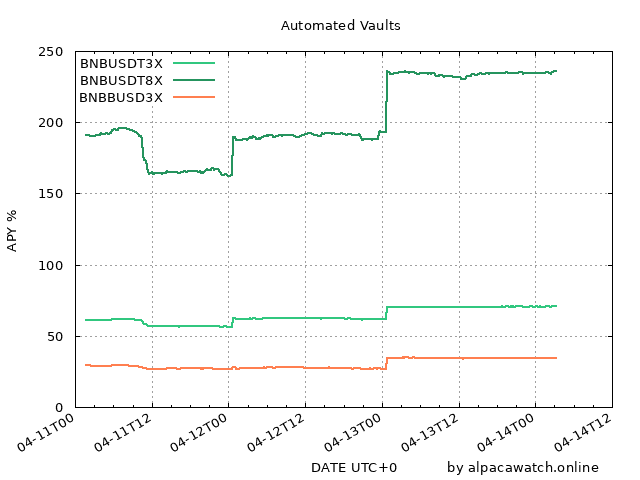 Automated Vaults
BNBUSDT3X
BNBUSDT8X
BNBBUSD3X
APY %
250
200
150
100
50
0
04-11T00
04-11T12
04-12T00
04-12T12
04-13T00
04-13T12
04-14T00
04-14T12
DATE UTC+0
by alpacawatch.online